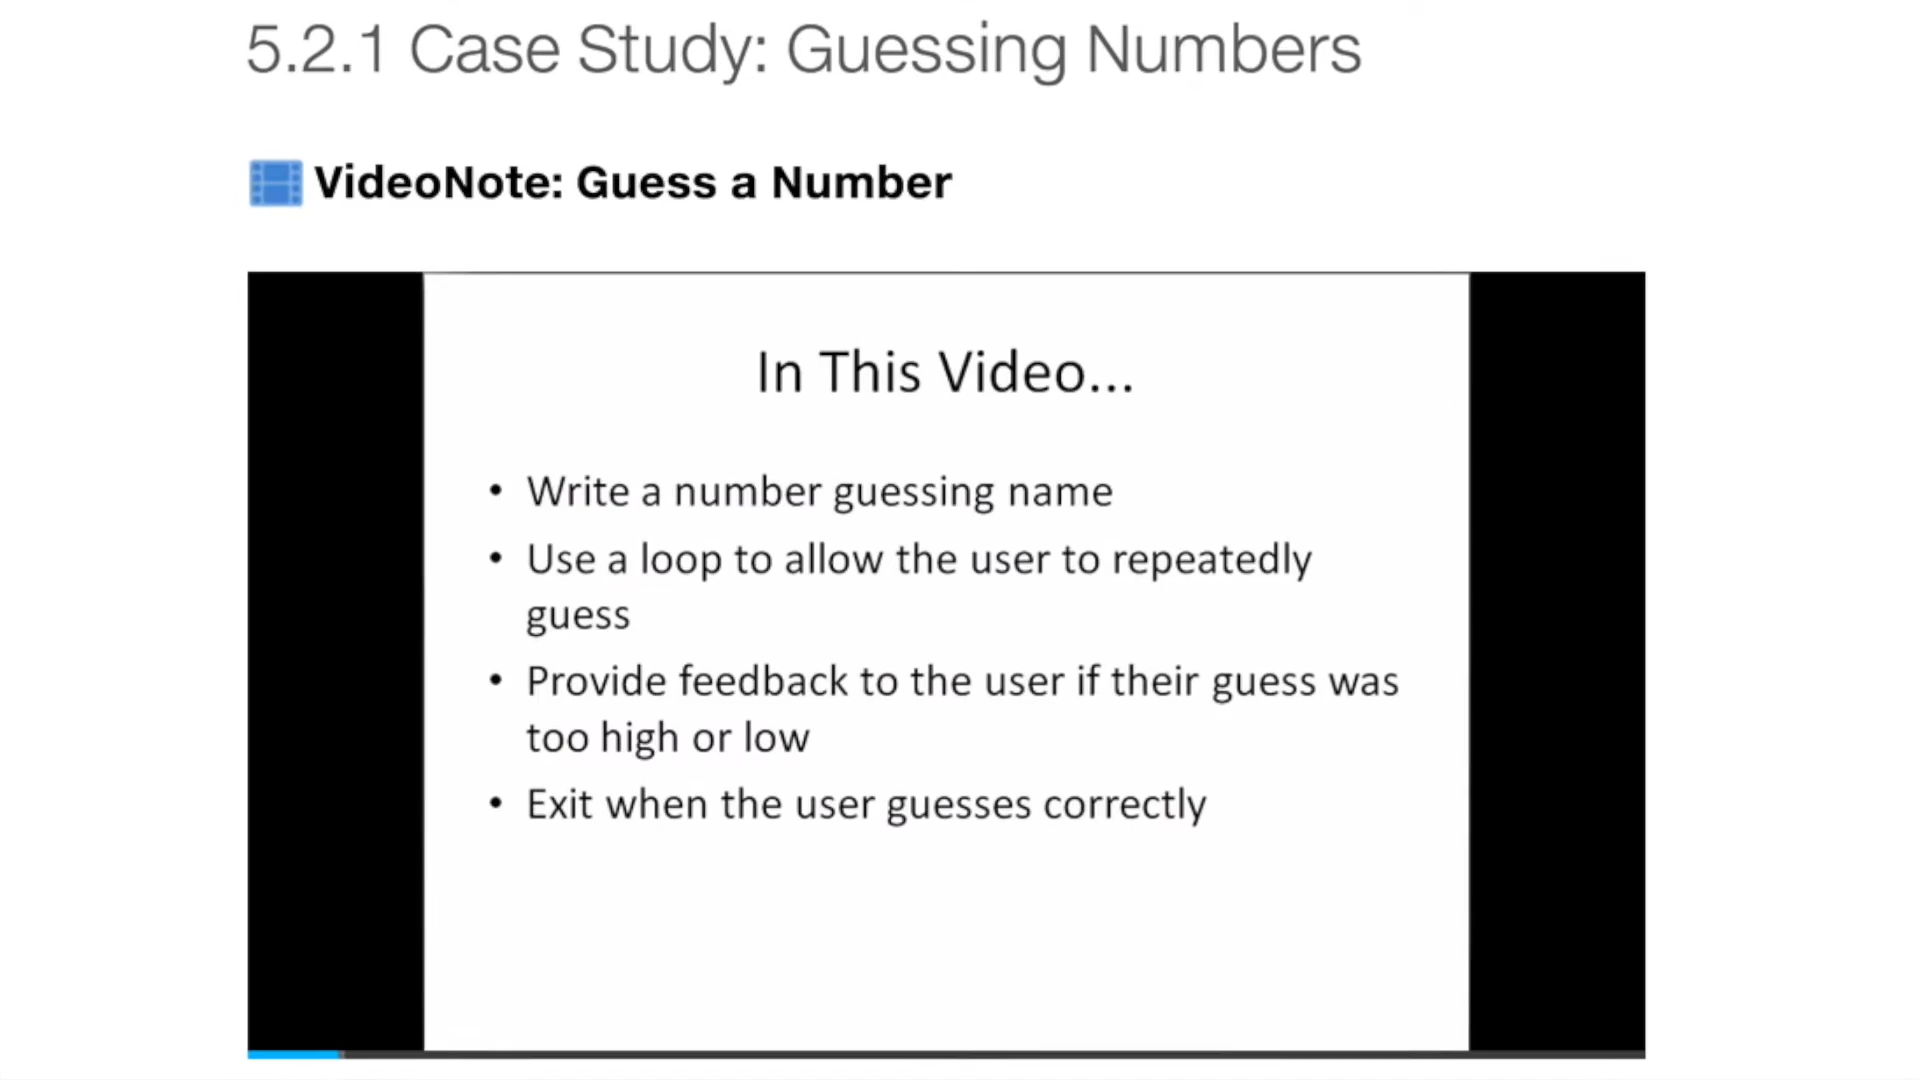 5.2.1 Case Study: Guessing Numbers
VideoNote: Guess a Number
In This Video...
• Write a number guessing name
• Use a loop to allow the user to repeatedly
guess
• Provide feedback to the user if their guess was
too high or low
• Exit when the user guesses correctly